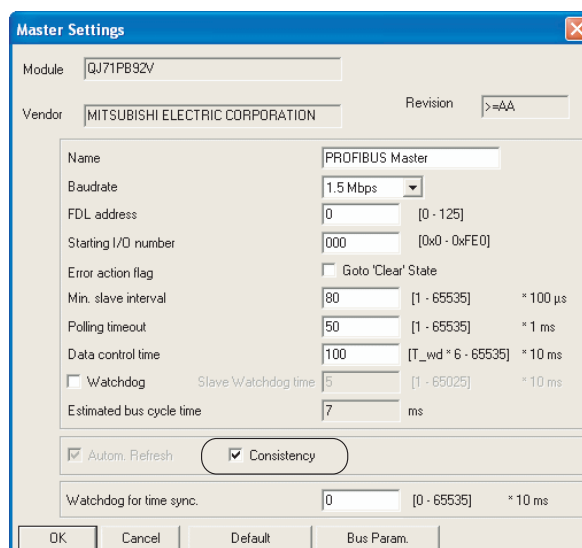 Master Settings
Module QJ71PB92V
Vendor MITSUBISHI ELECTRIC CORPORATION Revision >=AA
Name PROFIBUS Master
Baudrate 1.5 Mbps
FDL address 0 [0 - 125]
Starting I/O number 000 [0x0 - 0xFE0]
Error action flag Goto 'Clear' State
Min. slave interval 80 [1 - 65535] * 100 µs
Polling timeout 50 [1 - 65535] * 1 ms
Data control time 100 [T_wd * 6 - 65535] * 10 ms
Watchdog Slave Watchdog time 5 [1 - 65025] * 10 ms
Estimated bus cycle time 7 ms
Autom. Refresh Consistency
Watchdog for time sync. 0 [0 - 65535] * 10 ms
OK Cancel Default Bus Param.